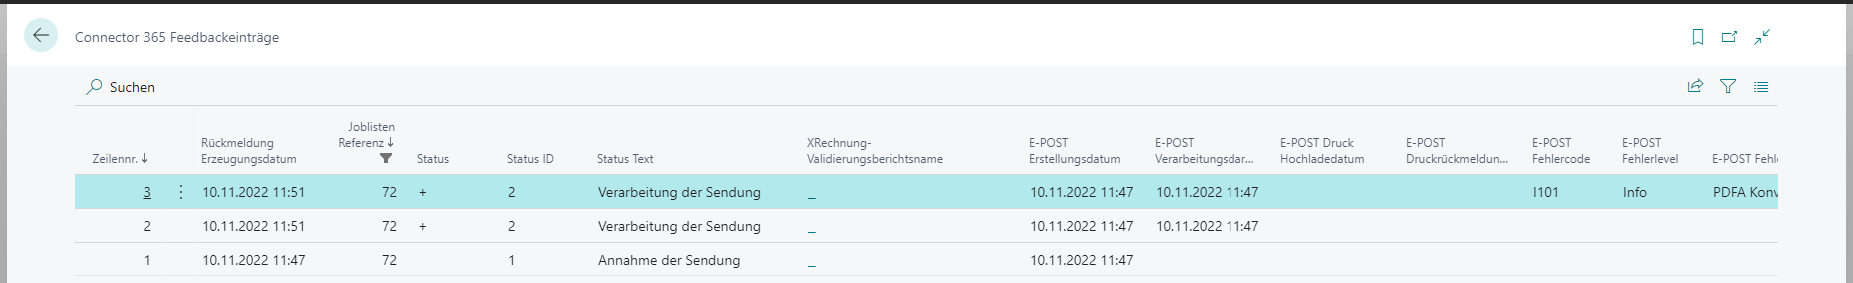 Connector 365 Feedbackeinträge
Suchen
Zeilennr. ↓
Rückmeldung
Erzeugungsdatum
Joblisten
Referenz ↓
Status
Status ID
Status Text
XRechnung-
Validierungsberichtsname
E-POST
Erstellungsdatum
E-POST
Verarbeitungsdar...
E-POST Druck
Hochladedatum
E-POST
Druckrückmeldun...
E-POST
Fehlercode
E-POST
Fehlerlevel
E-POST Fehle
3 10.11.2022 11:51 72 + 2 Verarbeitung der Sendung _ 10.11.2022 11:47 10.11.2022 11:47 I101 Info PDFA Konv
2 10.11.2022 11:51 72 + 2 Verarbeitung der Sendung _ 10.11.2022 11:47 10.11.2022 11:47
1 10.11.2022 11:47 72 1 Annahme der Sendung _ 10.11.2022 11:47